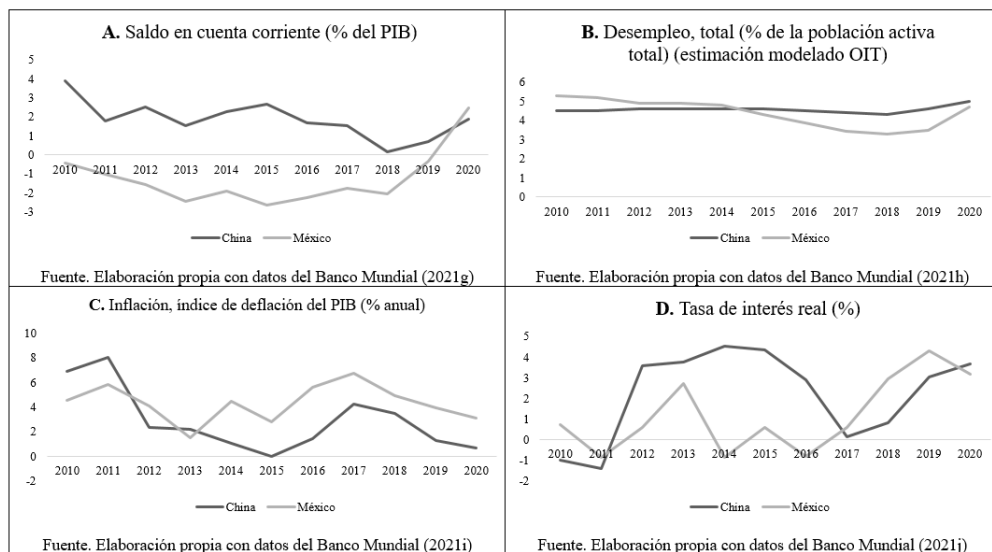 A. Saldo en cuenta corriente (% del PIB)
5
4
3
2
1
0
-1
-2
-3
2010 2011 2012 2013 2014 2015 2016 2017 2018 2019 2020
China México
Fuente. Elaboración propia con datos del Banco Mundial (2021g)
B. Desempleo, total (% de la población activa
total) (estimación modelado OIT)
6
5
4
3
2
1
0
2010 2011 2012 2013 2014 2015 2016 2017 2018 2019 2020
China México
Fuente. Elaboración propia con datos del Banco Mundial (2021h)
C. Inflación, índice de deflación del PIB (% anual)
10
8
6
4
2
0
-2
2010 2011 2012 2013 2014 2015 2016 2017 2018 2019 2020
China México
Fuente. Elaboración propia con datos del Banco Mundial (2021i)
D. Tasa de interés real (%)
5
4
3
2
1
0
-1
-2
2010 2011 2012 2013 2014 2015 2016 2017 2018 2019 2020
China México
Fuente. Elaboración propia con datos del Banco Mundial (2021j)